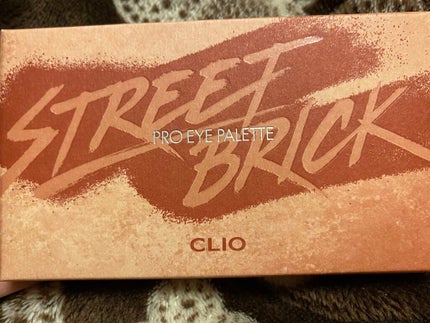 STREET
PRO EYE PALETTE
BRICK
CLIO